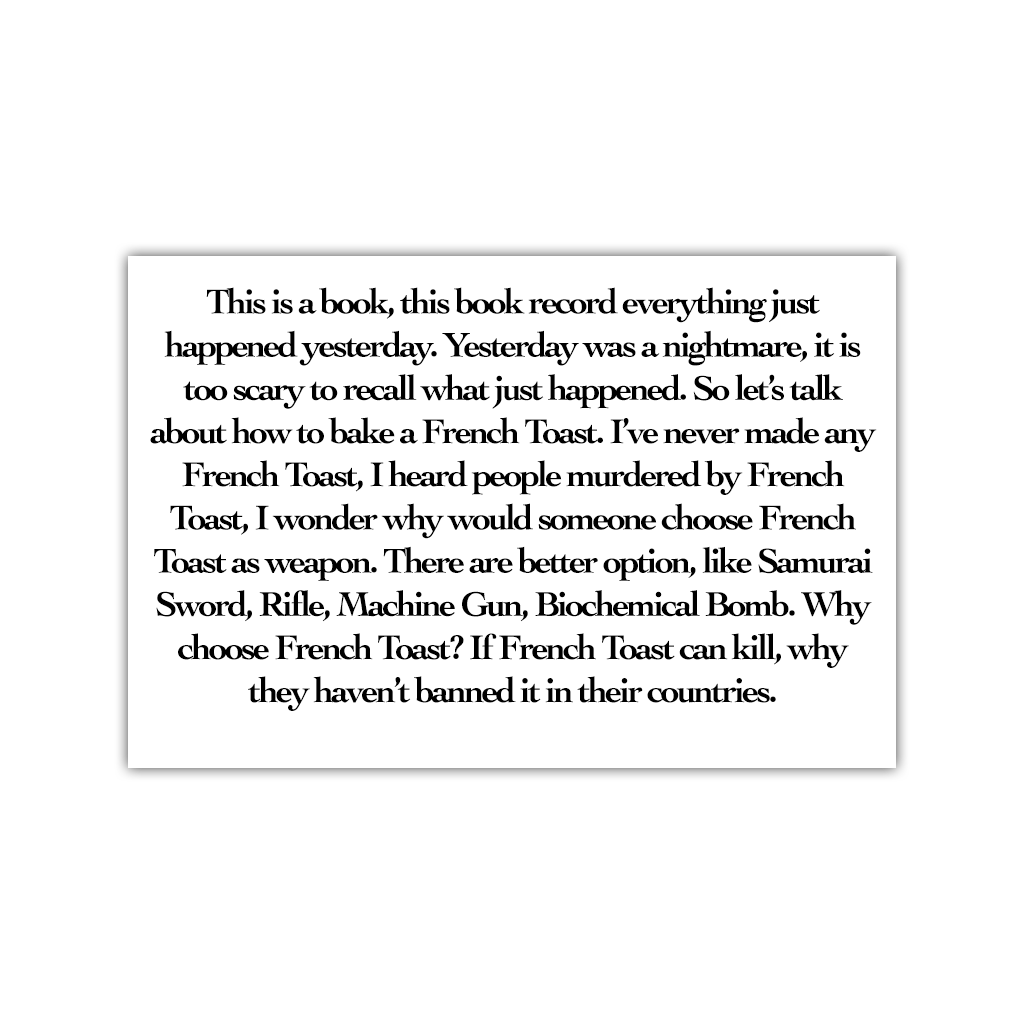 This is a book, this book record everything just
happened yesterday. Yesterday was a nightmare, it is
too scary to recall what just happened. So let’s talk
about how to bake a French Toast. I’ve never made any
French Toast, I heard people murdered by French
Toast, I wonder why would someone choose French
Toast as weapon. There are better option, like Samurai
Sword, Rifle, Machine Gun, Biochemical Bomb. Why
choose French Toast? If French Toast can kill, why
they haven’t banned it in their countries.